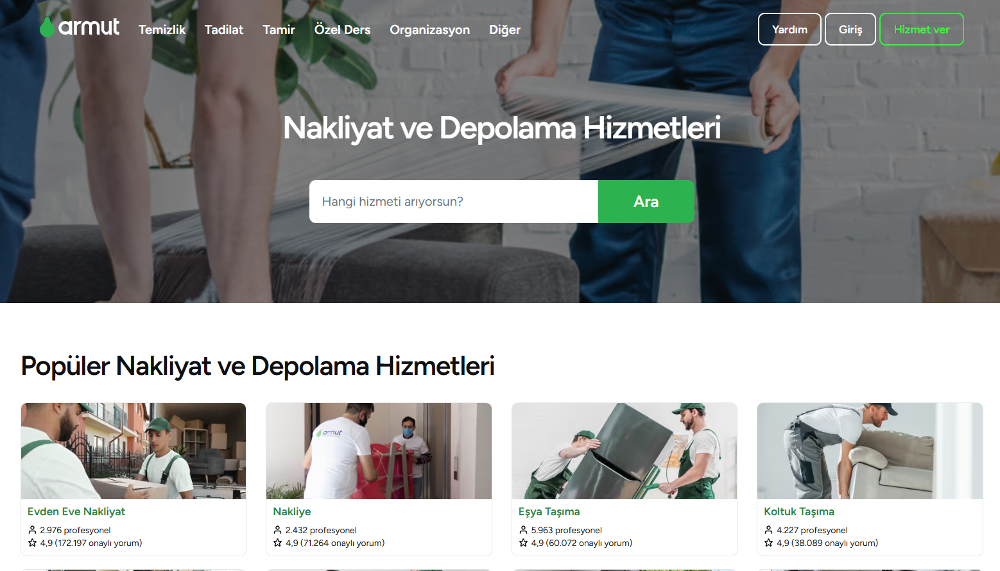 armut
Temizlik
Tadilat
Tamir
Özel Ders
Organizasyon
Diğer
Yardım
Giriş
Hizmet ver
Nakliyat ve Depolama Hizmetleri
Hangi hizmeti arıyorsun?
Ara
Popüler Nakliyat ve Depolama Hizmetleri
armut
Evden Eve Nakliyat
2.976 profesyonel
4,9 (172.197 onaylı yorum)
Nakliye
2.432 profesyonel
4,9 (71.264 onaylı yorum)
Eşya Taşıma
5.963 profesyonel
4,9 (60.072 onaylı yorum)
Koltuk Taşıma
4.227 profesyonel
4,9 (38.089 onaylı yorum)